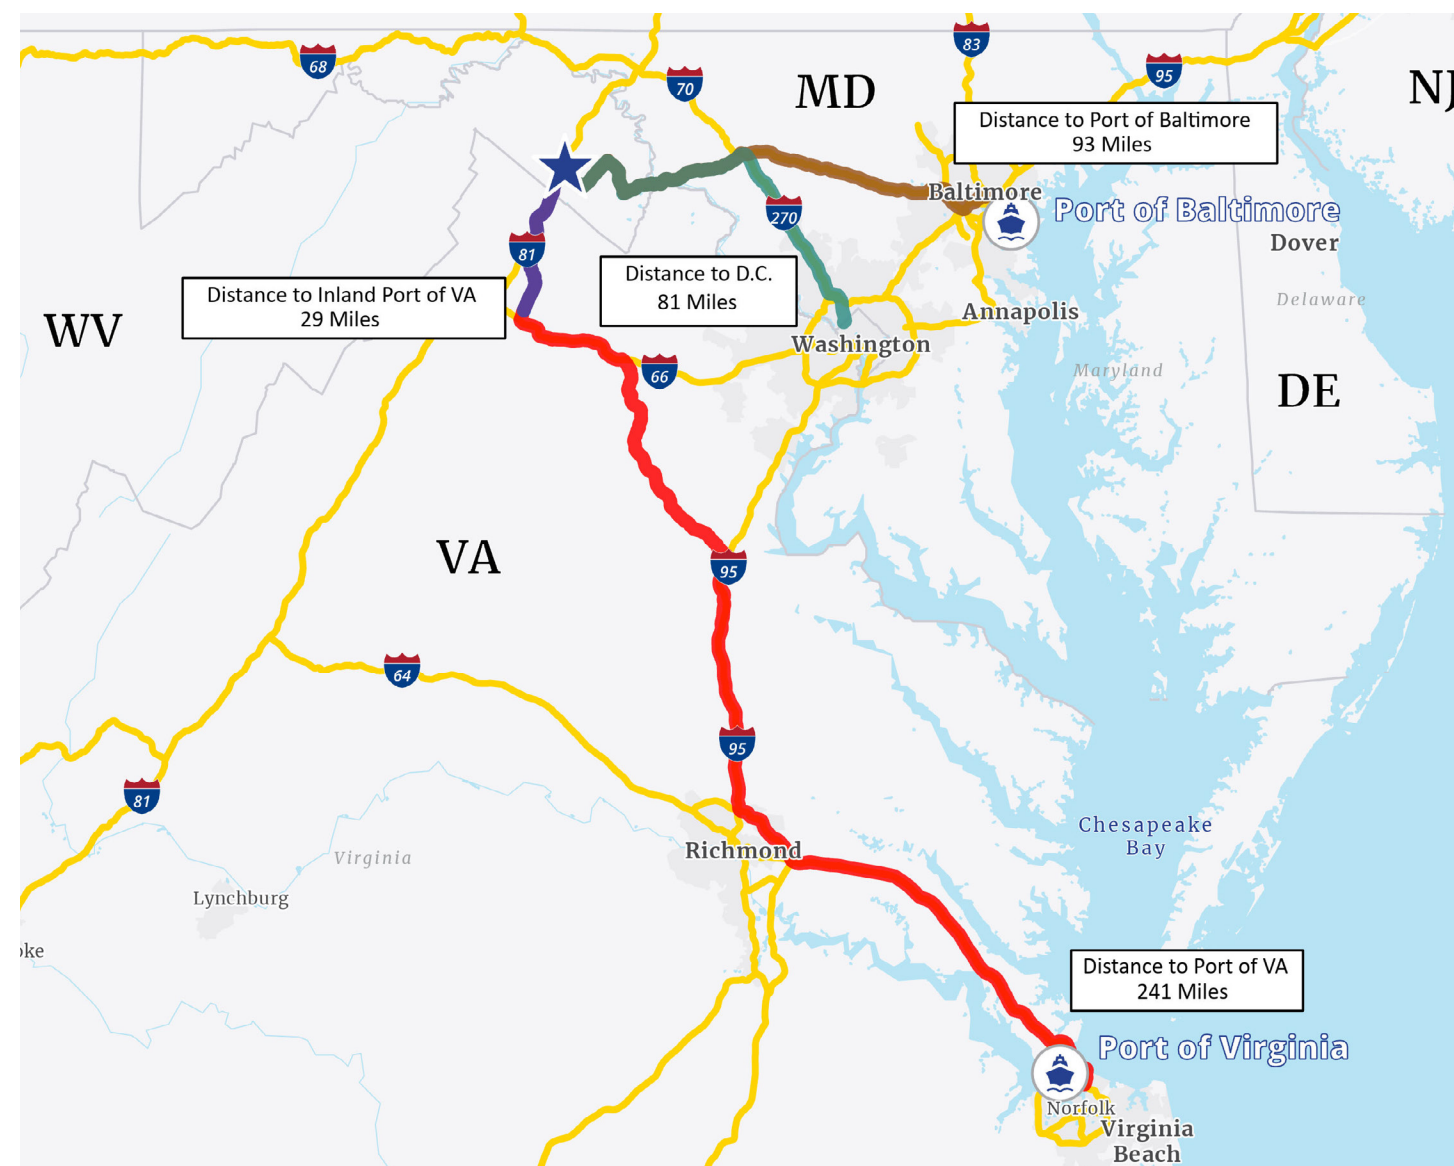 83
68
95
70
MD
NJ
Distance to Port of Baltimore
93 Miles
Baltimore
Port of Baltimore
270
Dover
81
Distance to D.C.
81 Miles
Distance to Inland Port of VA
29 Miles
Delaware
Annapolis
WV
Washington
66
Maryland
DE
VA
95
64
95
81
Chesapeake
Bay
Richmond
Virginia
Lynchburg
oke
Distance to Port of VA
241 Miles
Port of Virginia
Norfolk
Virginia
Beach